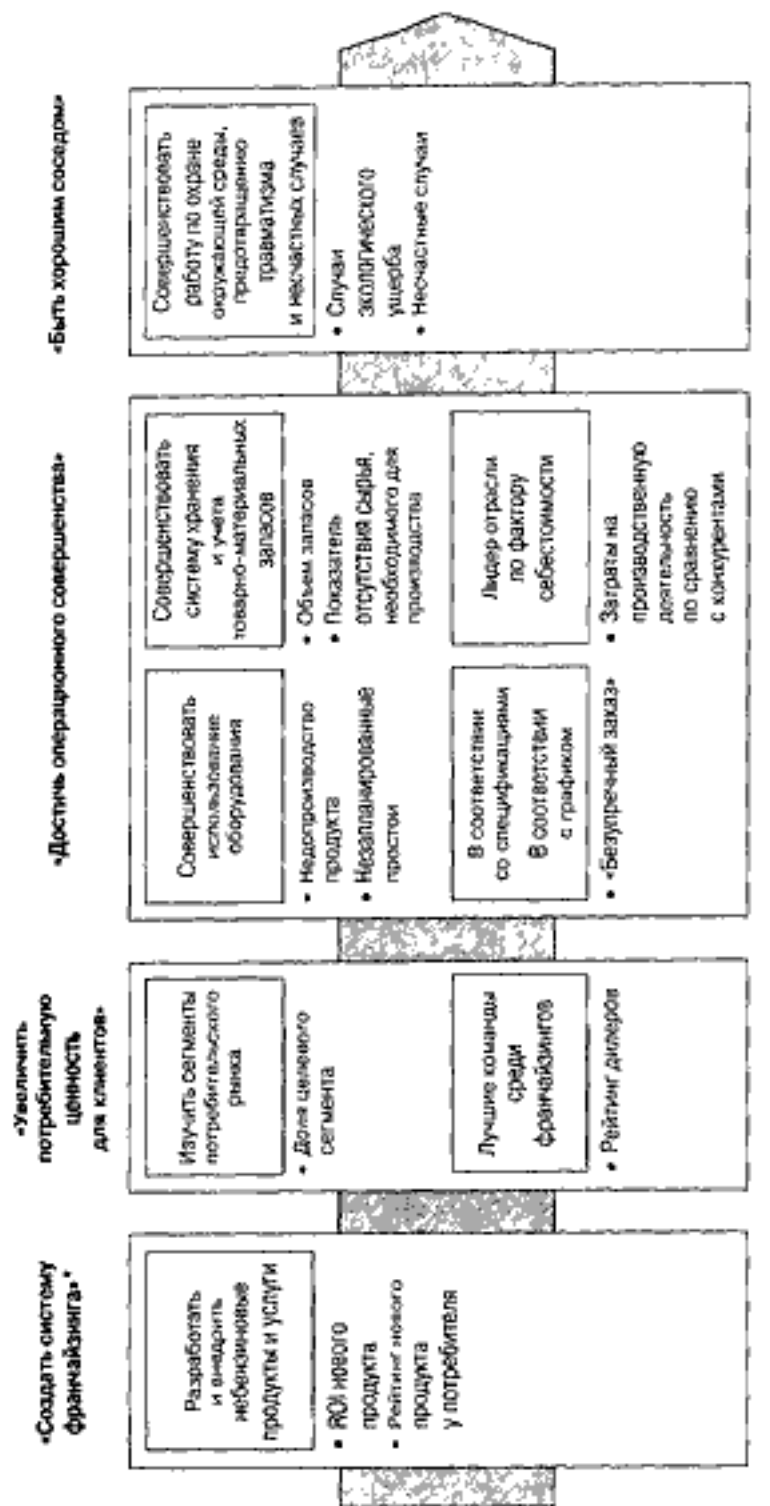 «Создать систему
франчайзинга»*
Разработать
и внедрить
небензиновые
продукты и услуги
• ROI нового
продукта
• Рейтинг нового
продукта
у потребителя
«Увеличить
потребительную
ценность
для клиентов»
Изучить сегменты
потребительского
рынка
• Доля целевого
сегмента
Лучшие команды
среди
франчайзингов
• Рейтинг дилеров
«Достичь операционного совершенства»
Совершенствовать
использование
оборудования
• Недопроизводство
продукта
• Незапланированные
простои
Совершенствовать
систему хранения
и учета
товарно-материальных
запасов
• Объем запасов
• Показатель
отсутствия сырья,
необходимого для
производства
В соответствии
со спецификациями
В соответствии
с графиком
• «Безупречный заказ»
Лидер отрасли
по фактору
себестоимости
• Затраты на
производственную
деятельность
по сравнению
с конкурентами
«Быть хорошим соседом»
Совершенствовать
работу по охране
окружающей среды,
предотвращению
травматизма
и несчастных случаев
• Случаи
экологического
ущерба
• Несчастные случаи